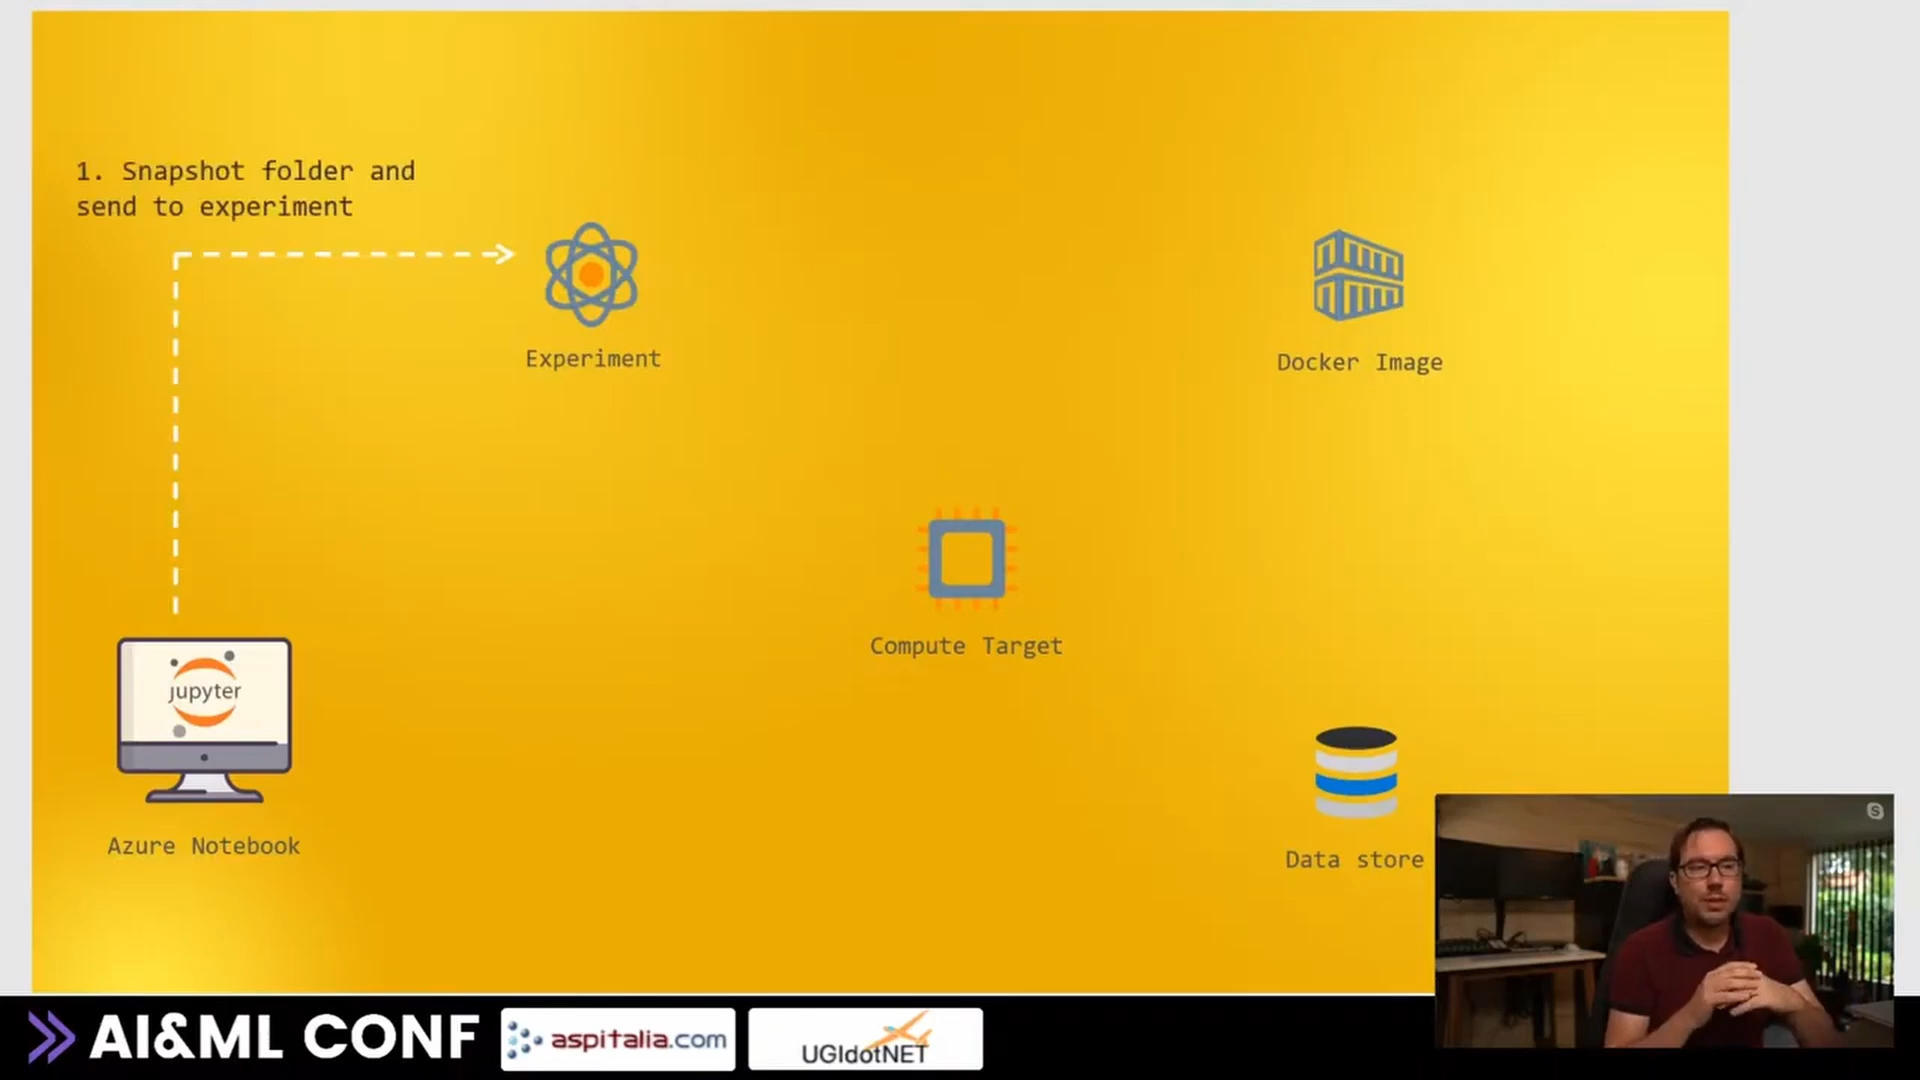 1. Snapshot folder and
send to experiment
Experiment
Docker Image
Compute Target
jupyter
Azure Notebook
Data store
S
AI&ML CONF
aspitalia.com
UGIdotNET